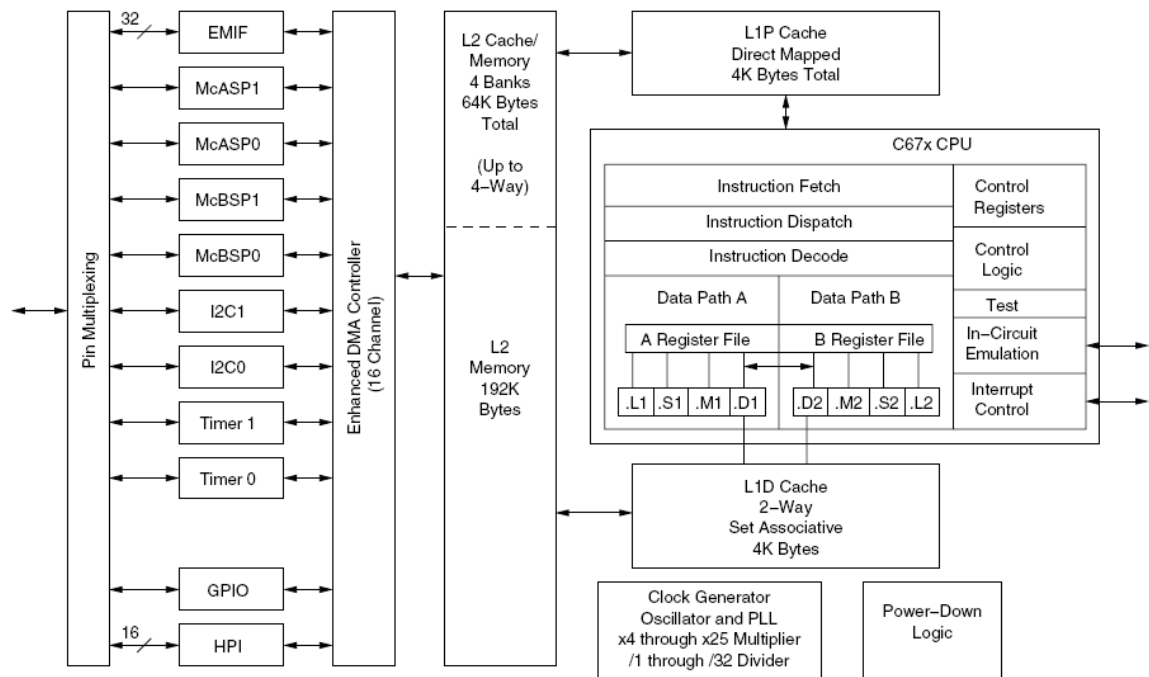 Pin Multiplexing
32
EMIF
McASP1
McASP0
McBSP1
McBSP0
I2C1
I2C0
Timer 1
Timer 0
GPIO
16
HPI
Enhanced DMA Controller
(16 Channel)
L2 Cache/
Memory
4 Banks
64K Bytes
Total
(Up to
4−Way)
L2
Memory
192K
Bytes
L1P Cache
Direct Mapped
4K Bytes Total
C67x CPU
Instruction Fetch
Instruction Dispatch
Instruction Decode
Data Path A
Data Path B
A Register File
B Register File
.L1 .S1 .M1 .D1
.D2 .M2 .S2 .L2
Control
Registers
Control
Logic
Test
In−Circuit
Emulation
Interrupt
Control
L1D Cache
2−Way
Set Associative
4K Bytes
Clock Generator
Oscillator and PLL
x4 through x25 Multiplier
/1 through /32 Divider
Power−Down
Logic